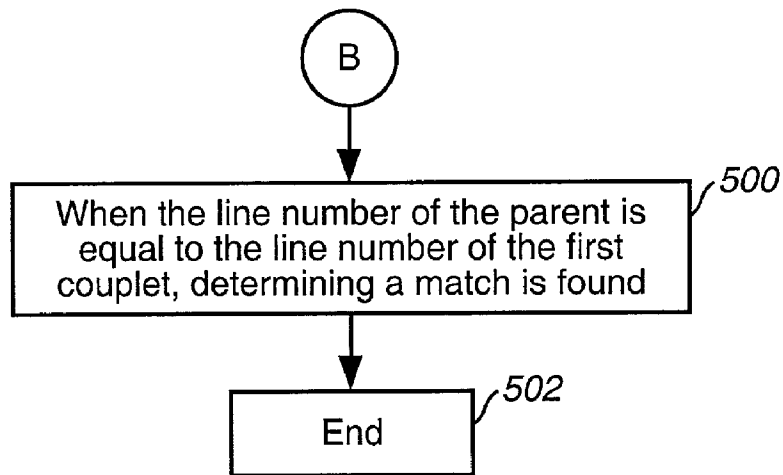 B
500
When the line number of the parent is
equal to the line number of the first
couplet, determining a match is found
502
End